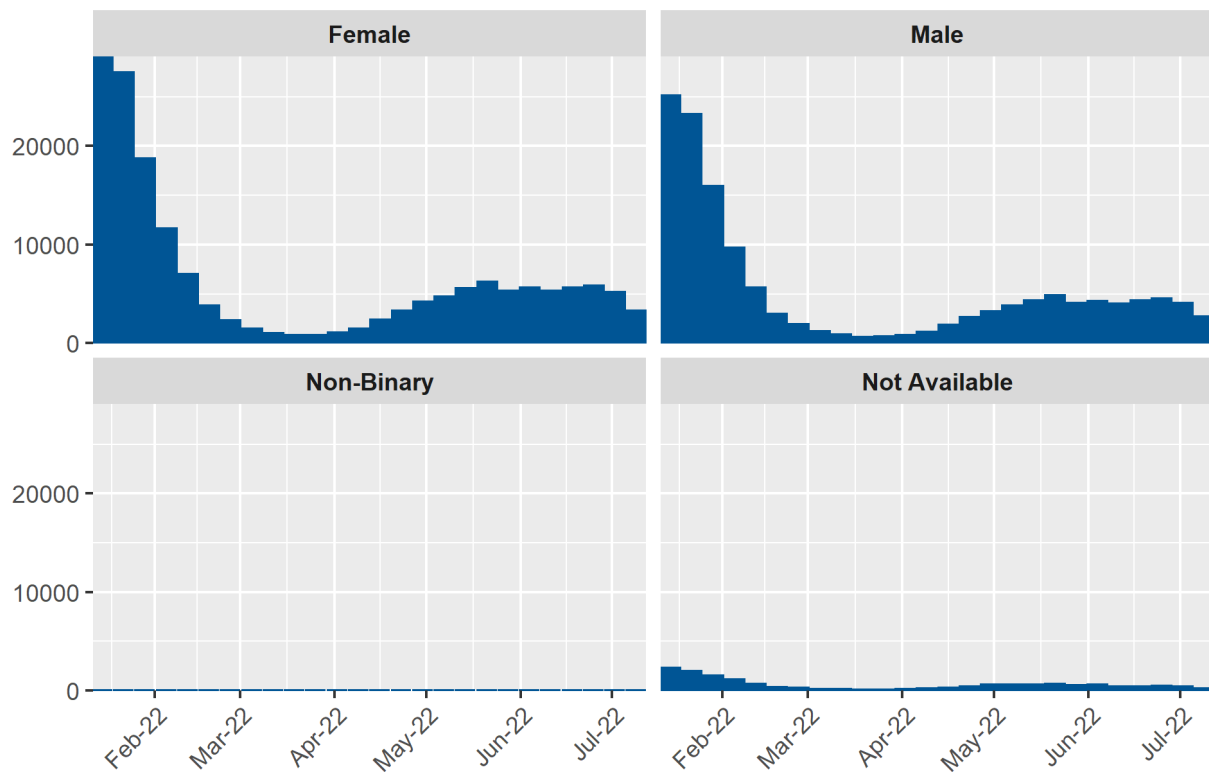 Female
Male
20000
10000
0
Non-Binary
Not Available
20000
10000
0
Feb-22
Mar-22
Apr-22
May-22
Jun-22
Jul-22
Feb-22
Mar-22
Apr-22
May-22
Jun-22
Jul-22